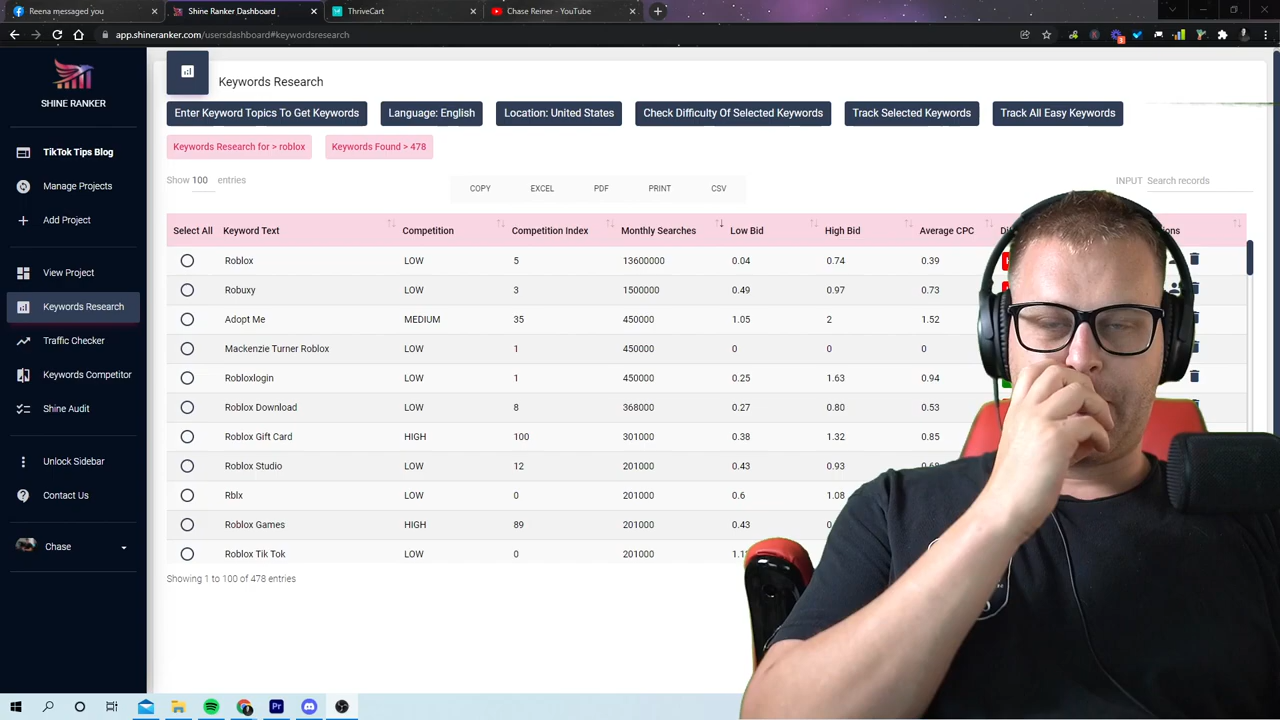 Reena messaged you
Shine Ranker Dashboard
ThriveCart
Chase Reiner - YouTube
app.shineranker.com/usersdashboard#keywordsresearch
SHINE RANKER
TikTok Tips Blog
Manage Projects
Add Project
View Project
Keywords Research
Traffic Checker
Keywords Competitor
Shine Audit
Unlock Sidebar
Contact Us
Chase
Keywords Research
Enter Keyword Topics To Get Keywords Language: English Location: United States Check Difficulty Of Selected Keywords Track Selected Keywords Track All Easy Keywords
Keywords Research for > roblox Keywords Found > 478
Show 100 entries COPY EXCEL PDF PRINT CSV INPUT Search records
Select All Keyword Text Competition Competition Index Monthly Searches Low Bid High Bid Average CPC
Roblox LOW 5 13600000 0.04 0.74 0.39
Robuxy LOW 3 1500000 0.49 0.97 0.73
Adopt Me MEDIUM 35 450000 1.05 2 1.52
Mackenzie Turner Roblox LOW 1 450000 0 0 0
Robloxlogin LOW 1 450000 0.25 1.63 0.94
Roblox Download LOW 8 368000 0.27 0.80 0.53
Roblox Gift Card HIGH 100 301000 0.38 1.32 0.85
Roblox Studio LOW 12 201000 0.43 0.93
Rblx LOW 0 201000 0.6 1.08
Roblox Games HIGH 89 201000 0.43
Roblox Tik Tok LOW 0 201000
Showing 1 to 100 of 478 entries